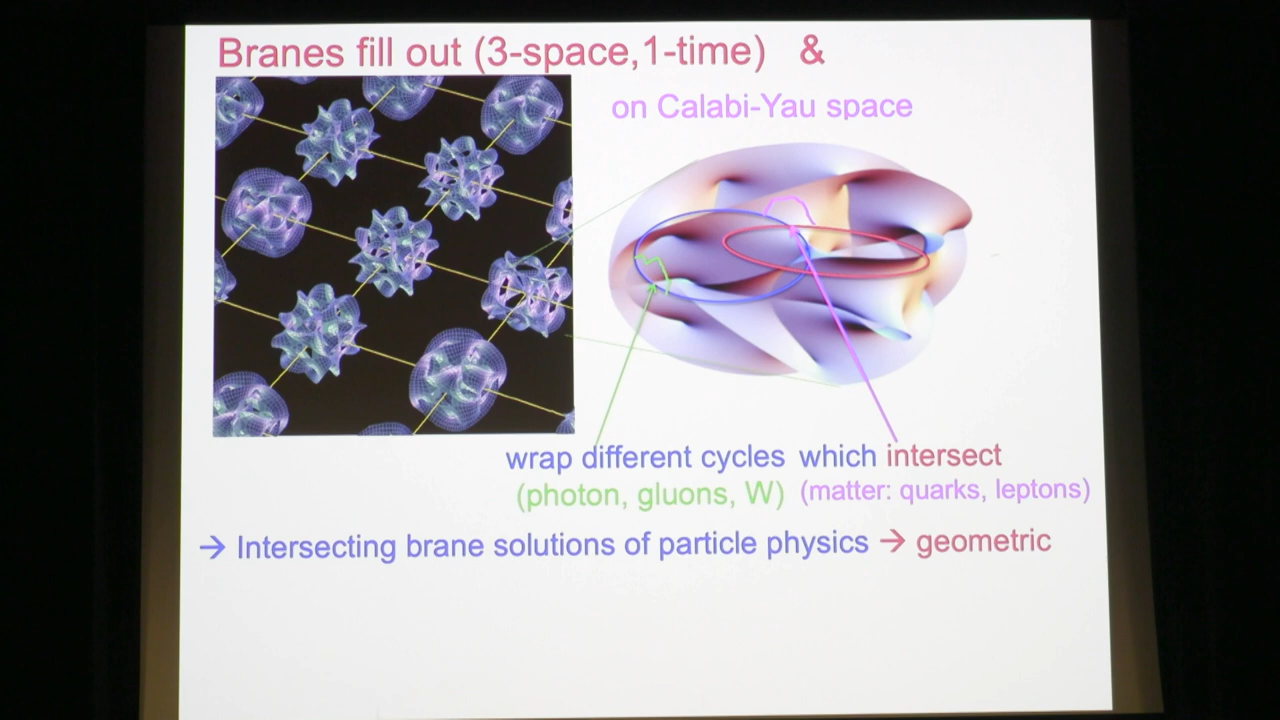 Branes fill out (3-space,1-time) &
on Calabi-Yau space
wrap different cycles which intersect
(photon, gluons, W) (matter: quarks, leptons)
→ Intersecting brane solutions of particle physics → geometric